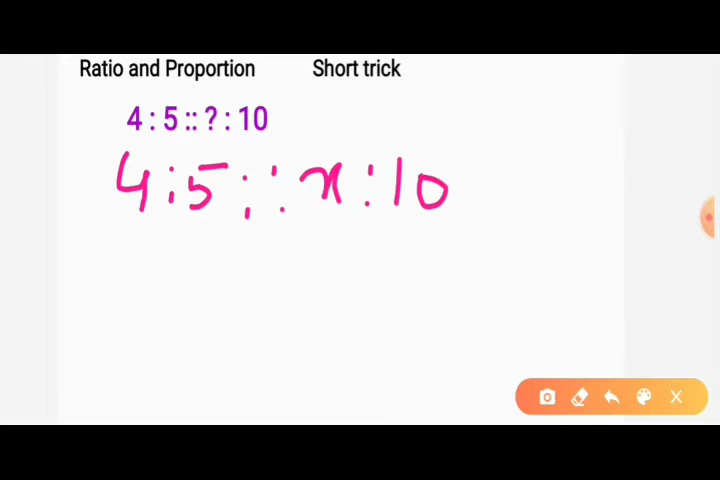 Ratio and Proportion Short trick
4 : 5 :: ? : 10
4 : 5 :: x : 10